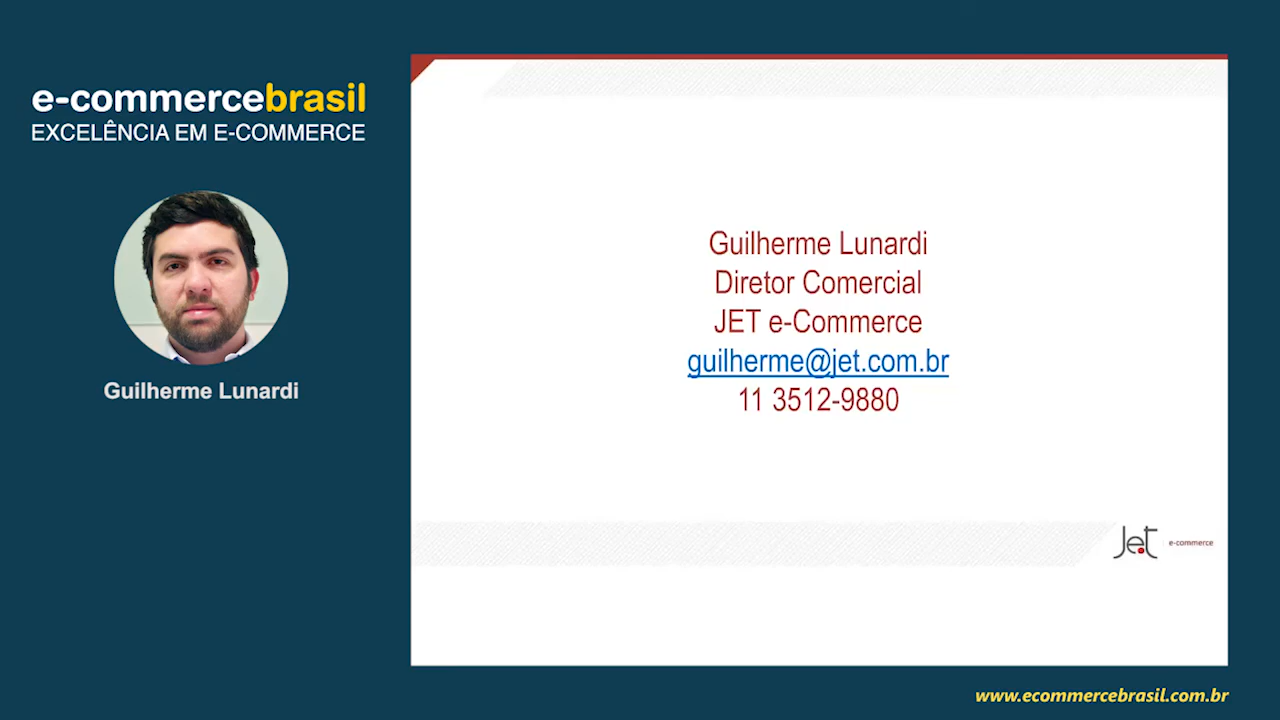 e-commercebrasil
EXCELÊNCIA EM E-COMMERCE
Guilherme Lunardi
Guilherme Lunardi
Diretor Comercial
JET e-Commerce
guilherme@jet.com.br
11 3512-9880
Jet e-commerce
www.ecommercebrasil.com.br